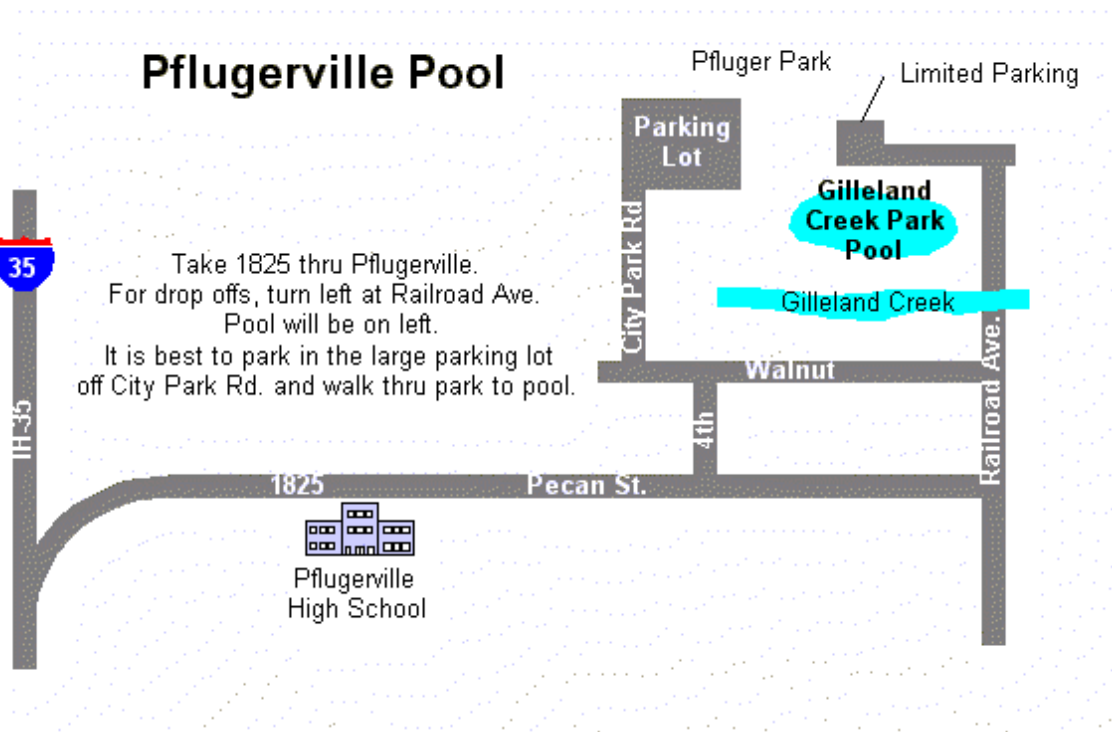 Pflugerville Pool
Pfluger Park
Limited Parking
Parking
Lot
Gilleland
Creek Park
Pool
City Park Rd
35
Take 1825 thru Pflugerville.
For drop offs, turn left at Railroad Ave.
Pool will be on left.
It is best to park in the large parking lot
off City Park Rd. and walk thru park to pool.
Gilleland Creek
Walnut
Railroad Ave.
IH-35
4th
1825
Pecan St.
Pflugerville
High School